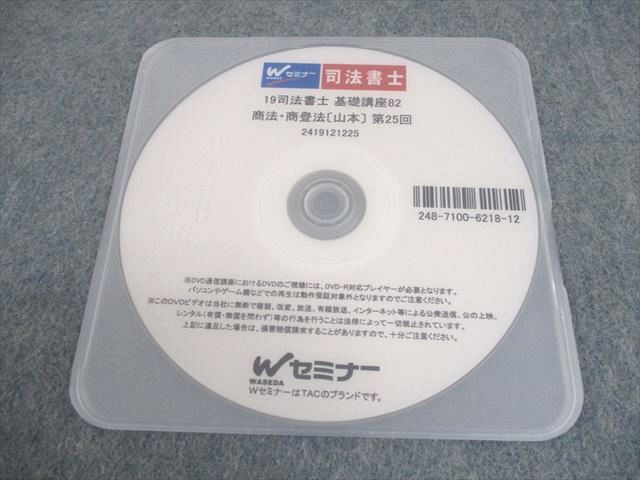 Wセミナー 司法書士
WASEDA
19司法書士 基礎講座82
商法・商登法〔山本〕 第25回
2419121225
248-7100-6218-12
※DVD通信講座におけるDVDのご視聴には、DVD-R対応プレイヤーが必要となります。
パソコンやゲーム機などでの再生は動作保証対象外となりますのでご注意ください。
※このDVDビデオは当社に無断で複製、改変、放送、有線放送、インターネット等による公衆送信、公の上映、
レンタル(有償・無償を問わず)等の行為を行うことは法律によって一切禁止されています。
上記に違反した場合は、損害賠償請求することがありますので、十分ご注意ください。
Wセミナー
WASEDA
WセミナーはTACのブランドです。